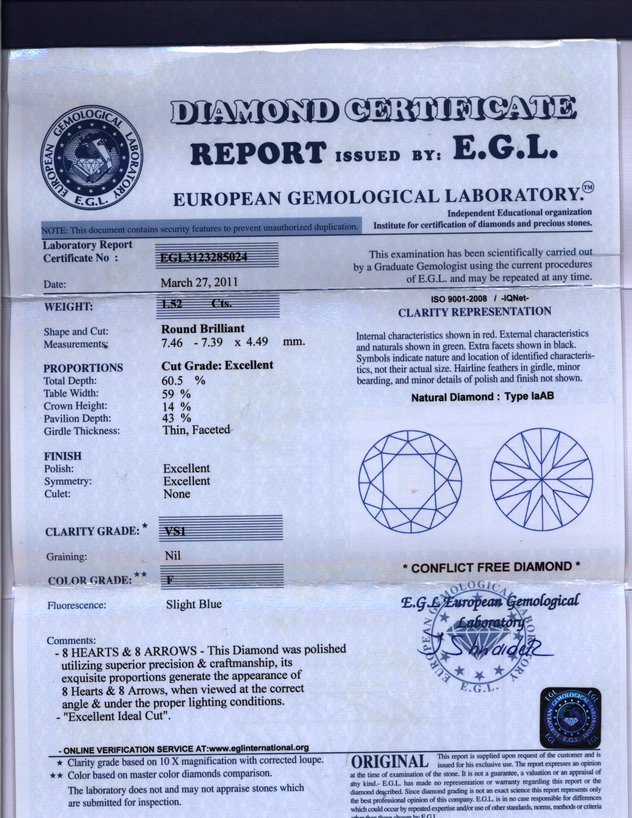 DIAMOND CERTIFICATE
REPORT ISSUED BY: E.G.L.
EUROPEAN GEMOLOGICAL LABORATORY.™
EUROPEAN GEMOLOGICAL LABORATORY
E.G.L.
Independent Educational organization
Institute for certification of diamonds and precious stones.
NOTE: This document contains security features to prevent unauthorized duplication.
Laboratory Report
Certificate No : EGL3123285024
Date: March 27, 2011
WEIGHT: 1.52 Cts.
Shape and Cut: Round Brilliant
Measurements: 7.46 - 7.39 x 4.49 mm.
PROPORTIONS Cut Grade: Excellent
Total Depth: 60.5 %
Table Width: 59 %
Crown Height: 14 %
Pavilion Depth: 43 %
Girdle Thickness: Thin, Faceted
FINISH
Polish: Excellent
Symmetry: Excellent
Culet: None
CLARITY GRADE: * VS1
Graining: Nil
COLOR GRADE: ** F
Fluorescence: Slight Blue
Comments:
- 8 HEARTS & 8 ARROWS - This Diamond was polished
utilizing superior precision & craftmanship, its
exquisite proportions generate the appearance of
8 Hearts & 8 Arrows, when viewed at the correct
angle & under the proper lighting conditions.
- "Excellent Ideal Cut".
- ONLINE VERIFICATION SERVICE AT:www.eglinternational.org
* Clarity grade based on 10 X magnification with corrected loupe.
** Color based on master color diamonds comparison.
The laboratory does not and may not appraise stones which
are submitted for inspection.
This examination has been scientifically carried out
by a Graduate Gemologist using the current procedures
of E.G.L. and may be repeated at any time.
ISO 9001-2008 / -IQNet-
CLARITY REPRESENTATION
Internal characteristics shown in red. External characteristics
and naturals shown in green. Extra facets shown in black.
Symbols indicate nature and location of identified characteris-
tics, not their actual size. Hairline feathers in girdle, minor
bearding, and minor details of polish and finish not shown.
Natural Diamond : Type IaAB
* CONFLICT FREE DIAMOND *
E.G.L European Gemological
Laboratory
EUROPEAN GEMOLOGICAL LABORATORY
E.G.L.
EGL EGL
ORIGINAL This report is supplied upon request of the customer and is
issued for his exclusive use. The report expresses an opinion
at the time of examination of the stone. It is not a guarantee, a valuation or an appraisal of
any kind.- E.G.L. has made no representation or warranty regarding this report or the
diamond described. Since diamond grading is not an exact science this report represents only
the best professional opinion of this company. E.G.L. is in no case responsible for differences
which could occur by repeated expertise and/or use of other standards, norms, methods or criteria